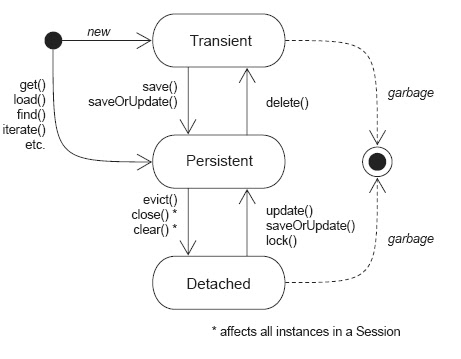 new
Transient
get()
load()
find()
iterate()
etc.
save()
saveOrUpdate()
delete()
garbage
Persistent
evict()
close() *
clear() *
update()
saveOrUpdate()
lock()
garbage
Detached
* affects all instances in a Session